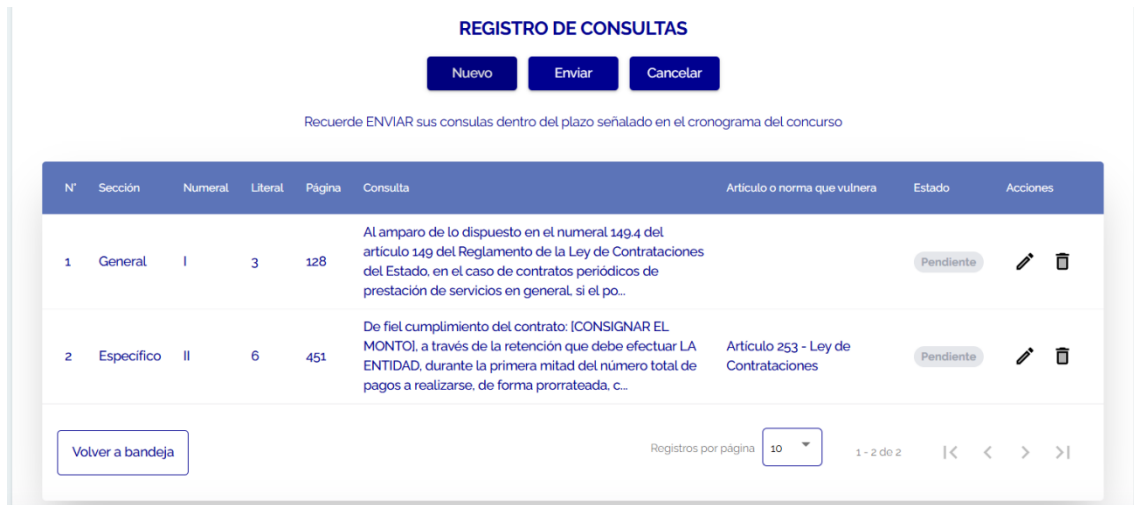 REGISTRO DE CONSULTAS
Nuevo Enviar Cancelar
Recuerde ENVIAR sus consulas dentro del plazo señalado en el cronograma del concurso
N° Sección Numeral Literal Página Consulta Artículo o norma que vulnera Estado Acciones
Al amparo de lo dispuesto en el numeral 149.4 del
artículo 149 del Reglamento de la Ley de Contrataciones
1 General I 3 128 del Estado, en el caso de contratos periódicos de Pendiente
prestación de servicios en general, si el po...
De fiel cumplimiento del contrato: [CONSIGNAR EL
MONTO], a través de la retención que debe efectuar LA Artículo 253 - Ley de
2 Específico II 6 451 ENTIDAD, durante la primera mitad del número total de Contrataciones Pendiente
pagos a realizarse, de forma prorrateada, c...
Volver a bandeja Registros por página 10 1 - 2 de 2